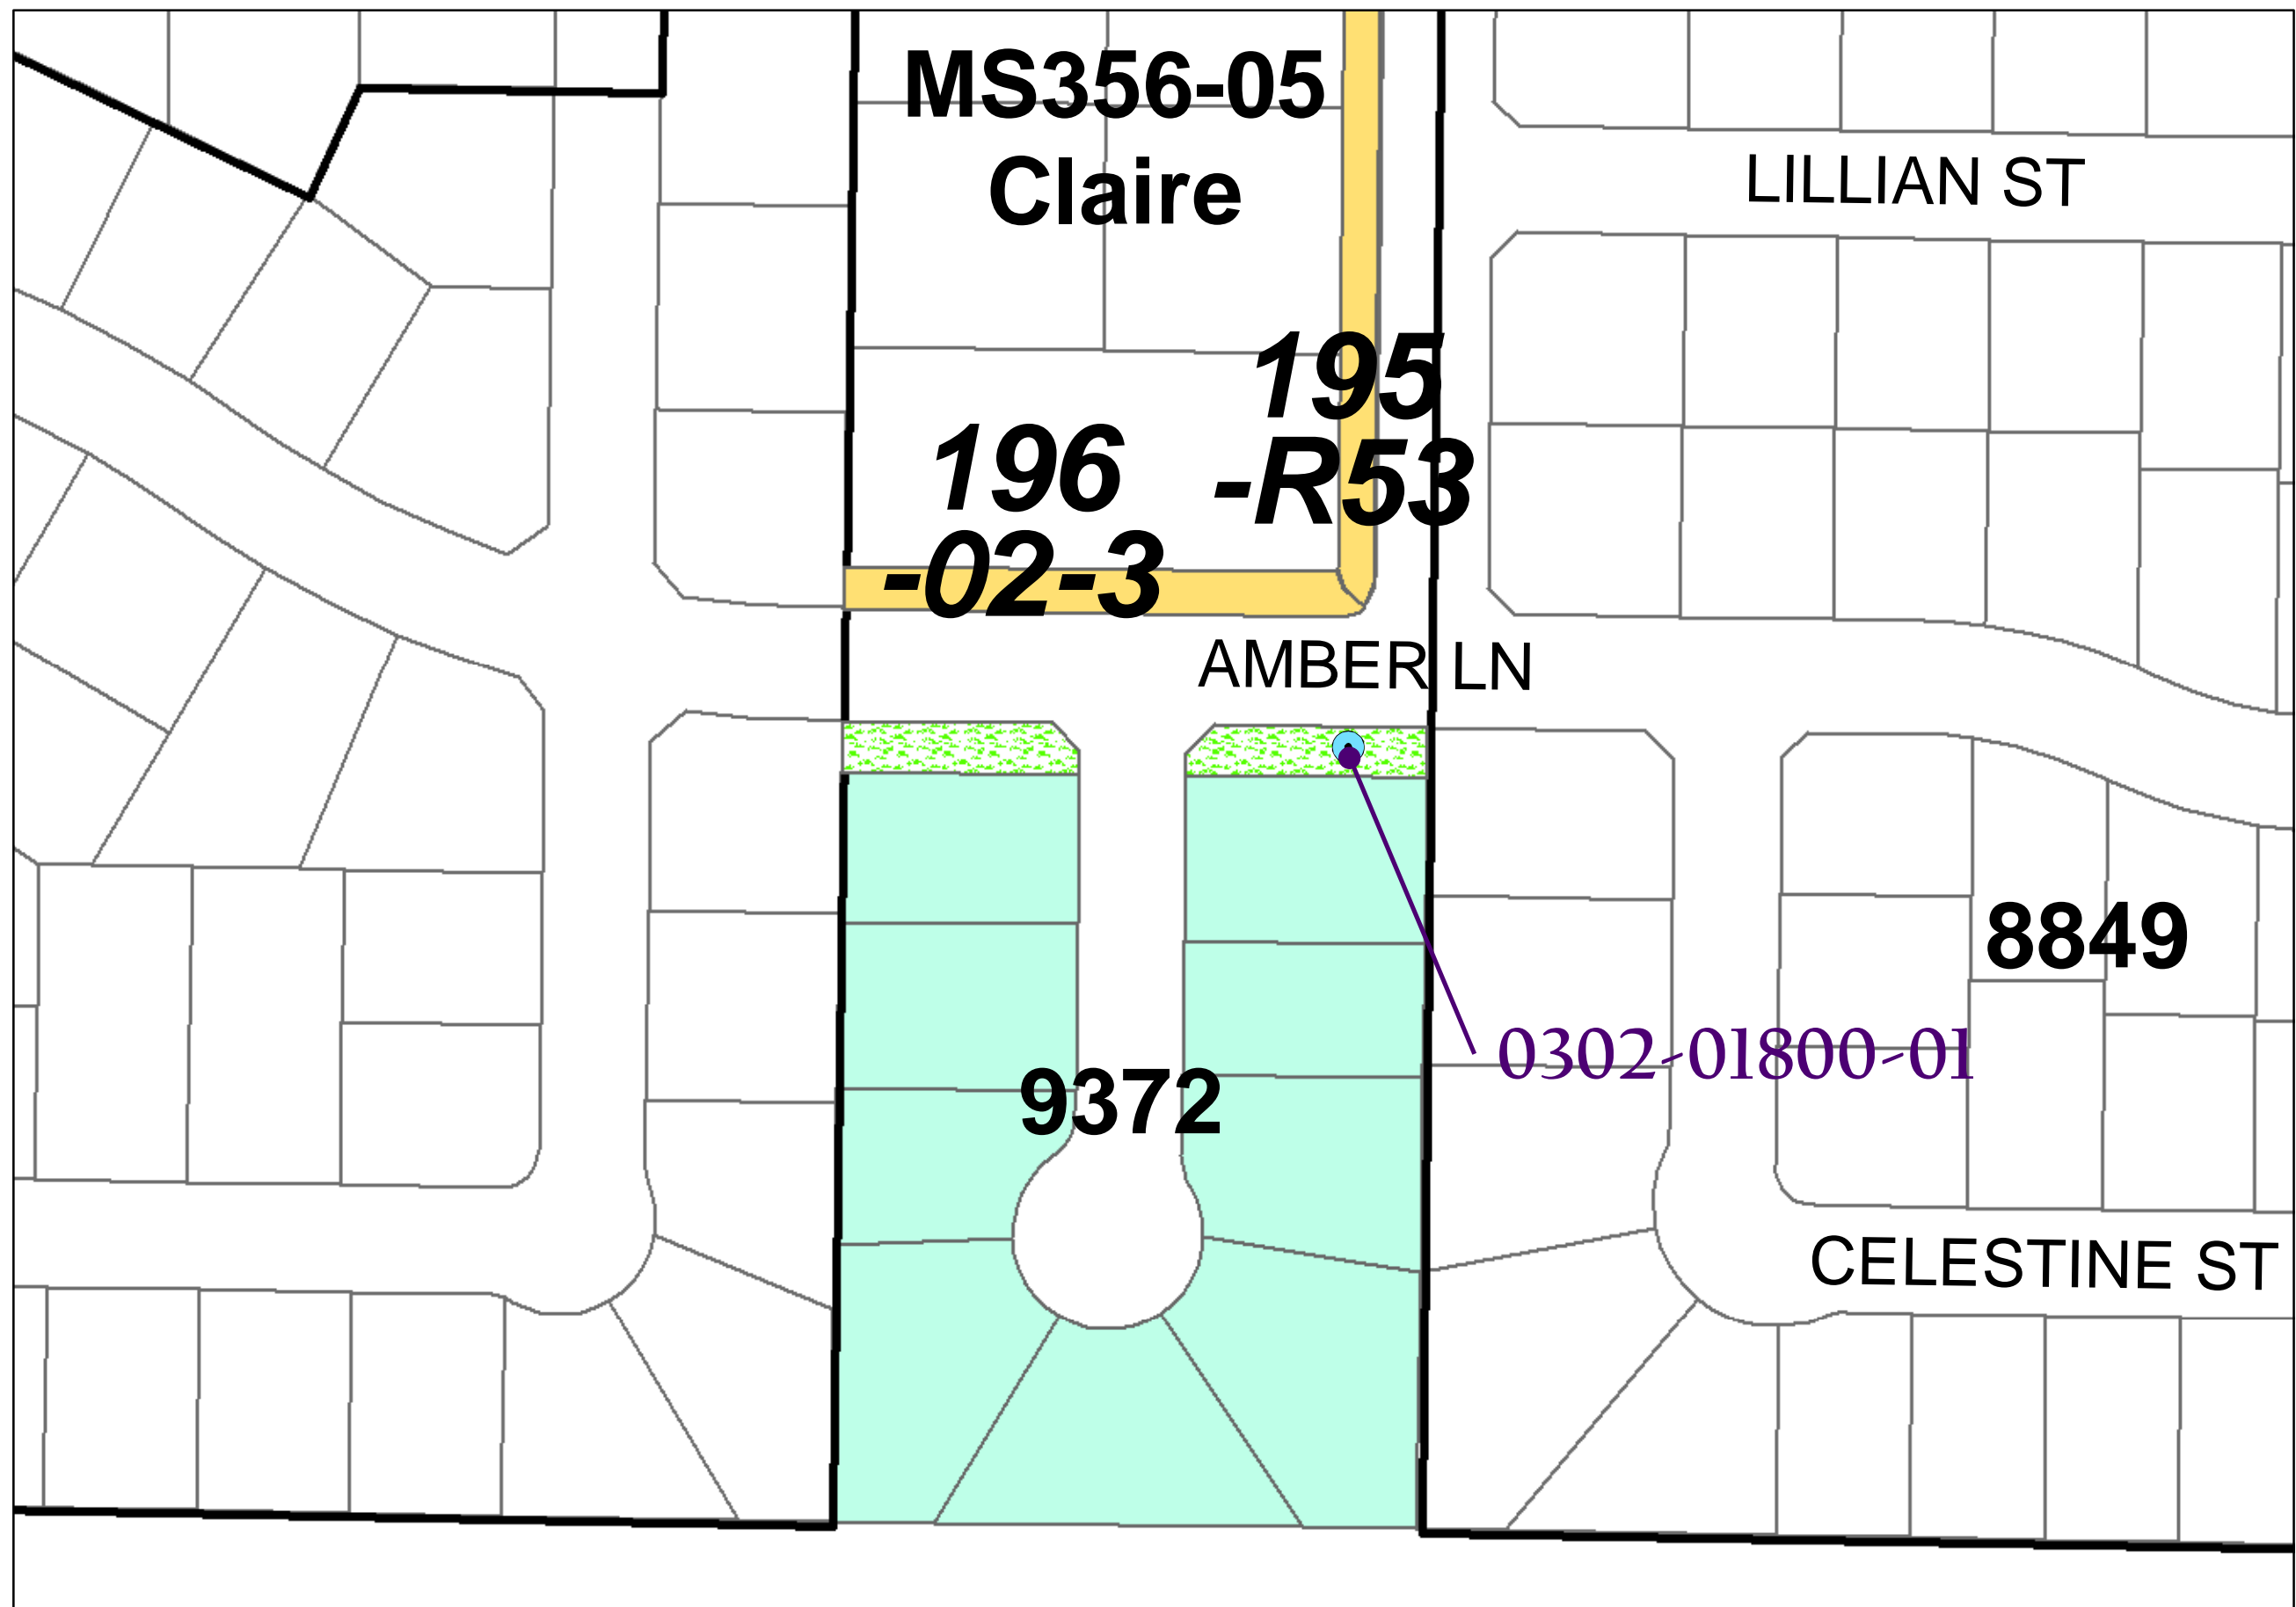 MS356-05
Claire
LILLIAN ST
195
-R53
196
-02-3
AMBER LN
8849
0302-01800-01
9372
CELESTINE ST